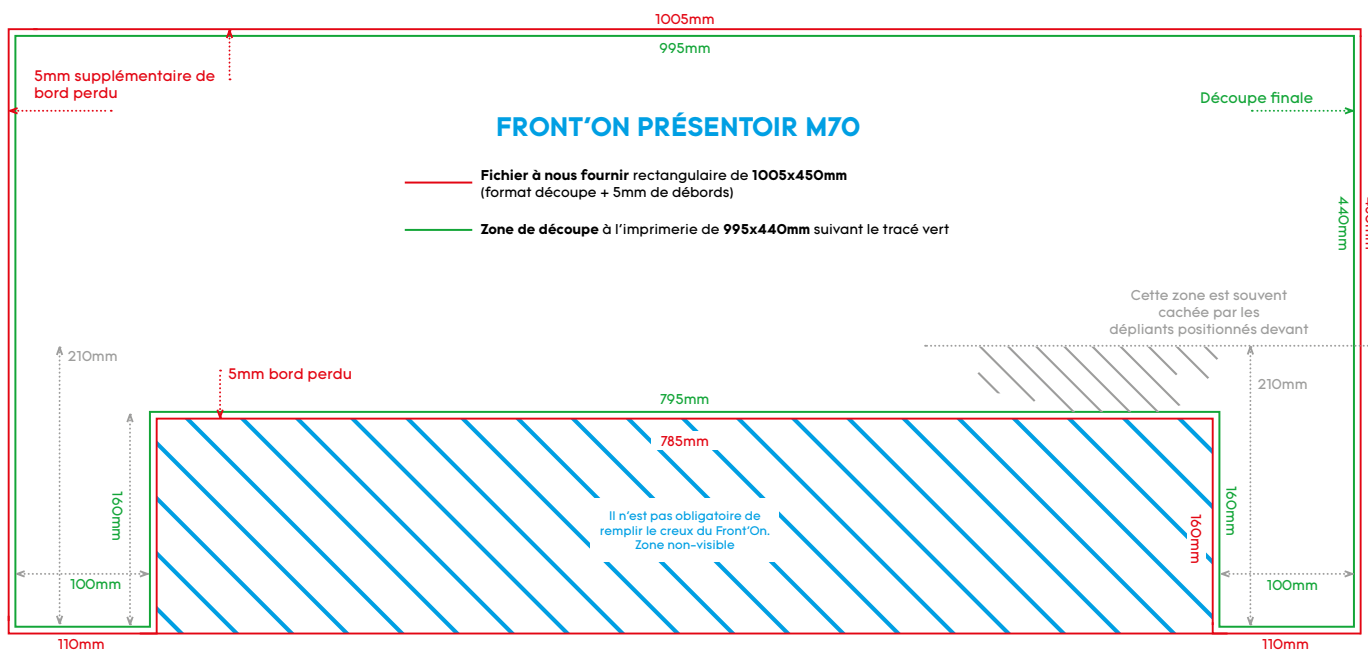 1005mm
995mm
5mm supplémentaire de
bord perdu
Découpe finale
FRONT'ON PRÉSENTOIR M70
Fichier à nous fournir rectangulaire de 1005x450mm
(format découpe + 5mm de débords)
Zone de découpe à l'imprimerie de 995x440mm suivant le tracé vert
440mm
Cette zone est souvent
cachée par les
dépliants positionnés devant
210mm
5mm bord perdu
210mm
795mm
785mm
160mm
Il n'est pas obligatoire de
remplir le creux du Front'On.
Zone non-visible
160mm
160mm
100mm
100mm
110mm
110mm